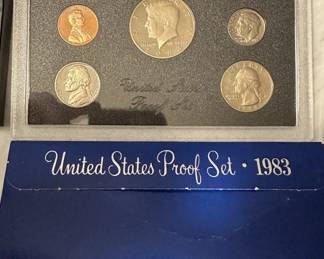 United States
Proof Set
United States Proof Set · 1983